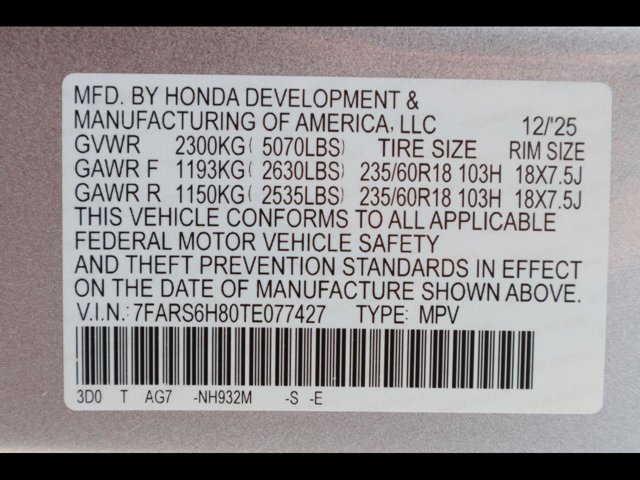 MFD. BY HONDA DEVELOPMENT &
MANUFACTURING OF AMERICA, LLC 12/'25
GVWR 2300KG( 5070LBS) TIRE SIZE RIM SIZE
GAWR F 1193KG( 2630LBS) 235/60R18 103H 18X7.5J
GAWR R 1150KG( 2535LBS) 235/60R18 103H 18X7.5J
THIS VEHICLE CONFORMS TO ALL APPLICABLE
FEDERAL MOTOR VEHICLE SAFETY
AND THEFT PREVENTION STANDARDS IN EFFECT
ON THE DATE OF MANUFACTURE SHOWN ABOVE.
V.I.N: 7FARS6H80TE077427 TYPE: MPV
3D0 T AG7 -NH932M -S -E